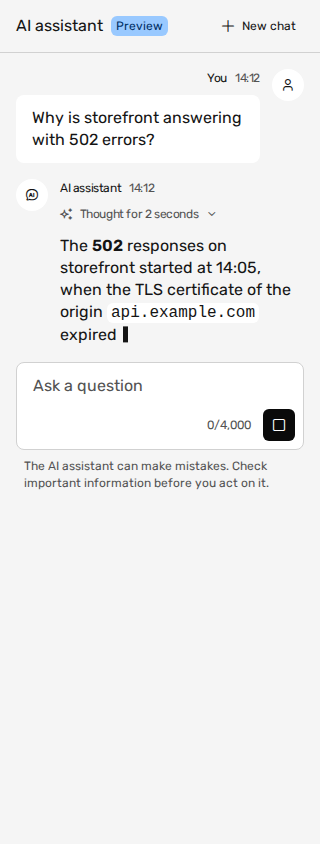 AI assistant Preview New chat
You 14:12
Why is storefront answering
with 502 errors?
AI
AI assistant 14:12
Thought for 2 seconds
The 502 responses on
storefront started at 14:05,
when the TLS certificate of the
origin api.example.com
expired
Ask a question
0/4,000
The AI assistant can make mistakes. Check
important information before you act on it.